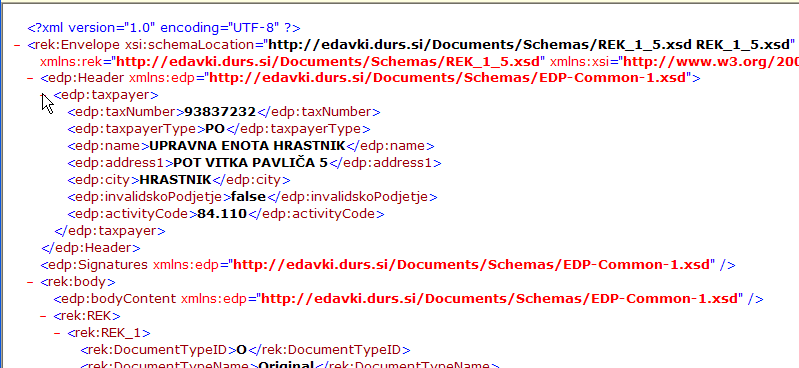 <?xml version="1.0" encoding="UTF-8" ?>
- <rek:Envelope xsi:schemaLocation="http://edavki.durs.si/Documents/Schemas/REK_1_5.xsd REK_1_5.xsd"
xmlns:rek="http://edavki.durs.si/Documents/Schemas/REK_1_5.xsd" xmlns:xsi="http://www.w3.org/200
- <edp:Header xmlns:edp="http://edavki.durs.si/Documents/Schemas/EDP-Common-1.xsd">
<edp:taxpayer>
<edp:taxNumber>93837232</edp:taxNumber>
<edp:taxpayerType>PO</edp:taxpayerType>
<edp:name>UPRAVNA ENOTA HRASTNIK</edp:name>
<edp:address1>POT VITKA PAVLIČA 5</edp:address1>
<edp:city>HRASTNIK</edp:city>
<edp:invalidskoPodjetje>false</edp:invalidskoPodjetje>
<edp:activityCode>84.110</edp:activityCode>
</edp:taxpayer>
</edp:Header>
<edp:Signatures xmlns:edp="http://edavki.durs.si/Documents/Schemas/EDP-Common-1.xsd" />
- <rek:body>
<edp:bodyContent xmlns:edp="http://edavki.durs.si/Documents/Schemas/EDP-Common-1.xsd" />
- <rek:REK>
- <rek:REK_1>
<rek:DocumentTypeID>O</rek:DocumentTypeID>
<rek:DocumentTypeName>Original</rek:DocumentTypeName>